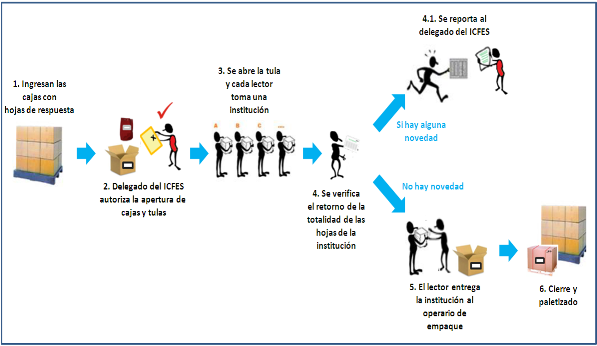 1. Ingresan las
cajas con
hojas de respuesta
2. Delegado del ICFES
autoriza la apertura de
cajas y tulas
3. Se abre la tula
y cada lector
toma una
institución
A B C ....
4. Se verifica
el retorno de la
totalidad de las
hojas de la
institución
Si hay alguna
novedad
4.1. Se reporta al
delegado del ICFES
No hay novedad
5. El lector entrega
la institución al
operario de
empaque
6. Cierre y
paletizado